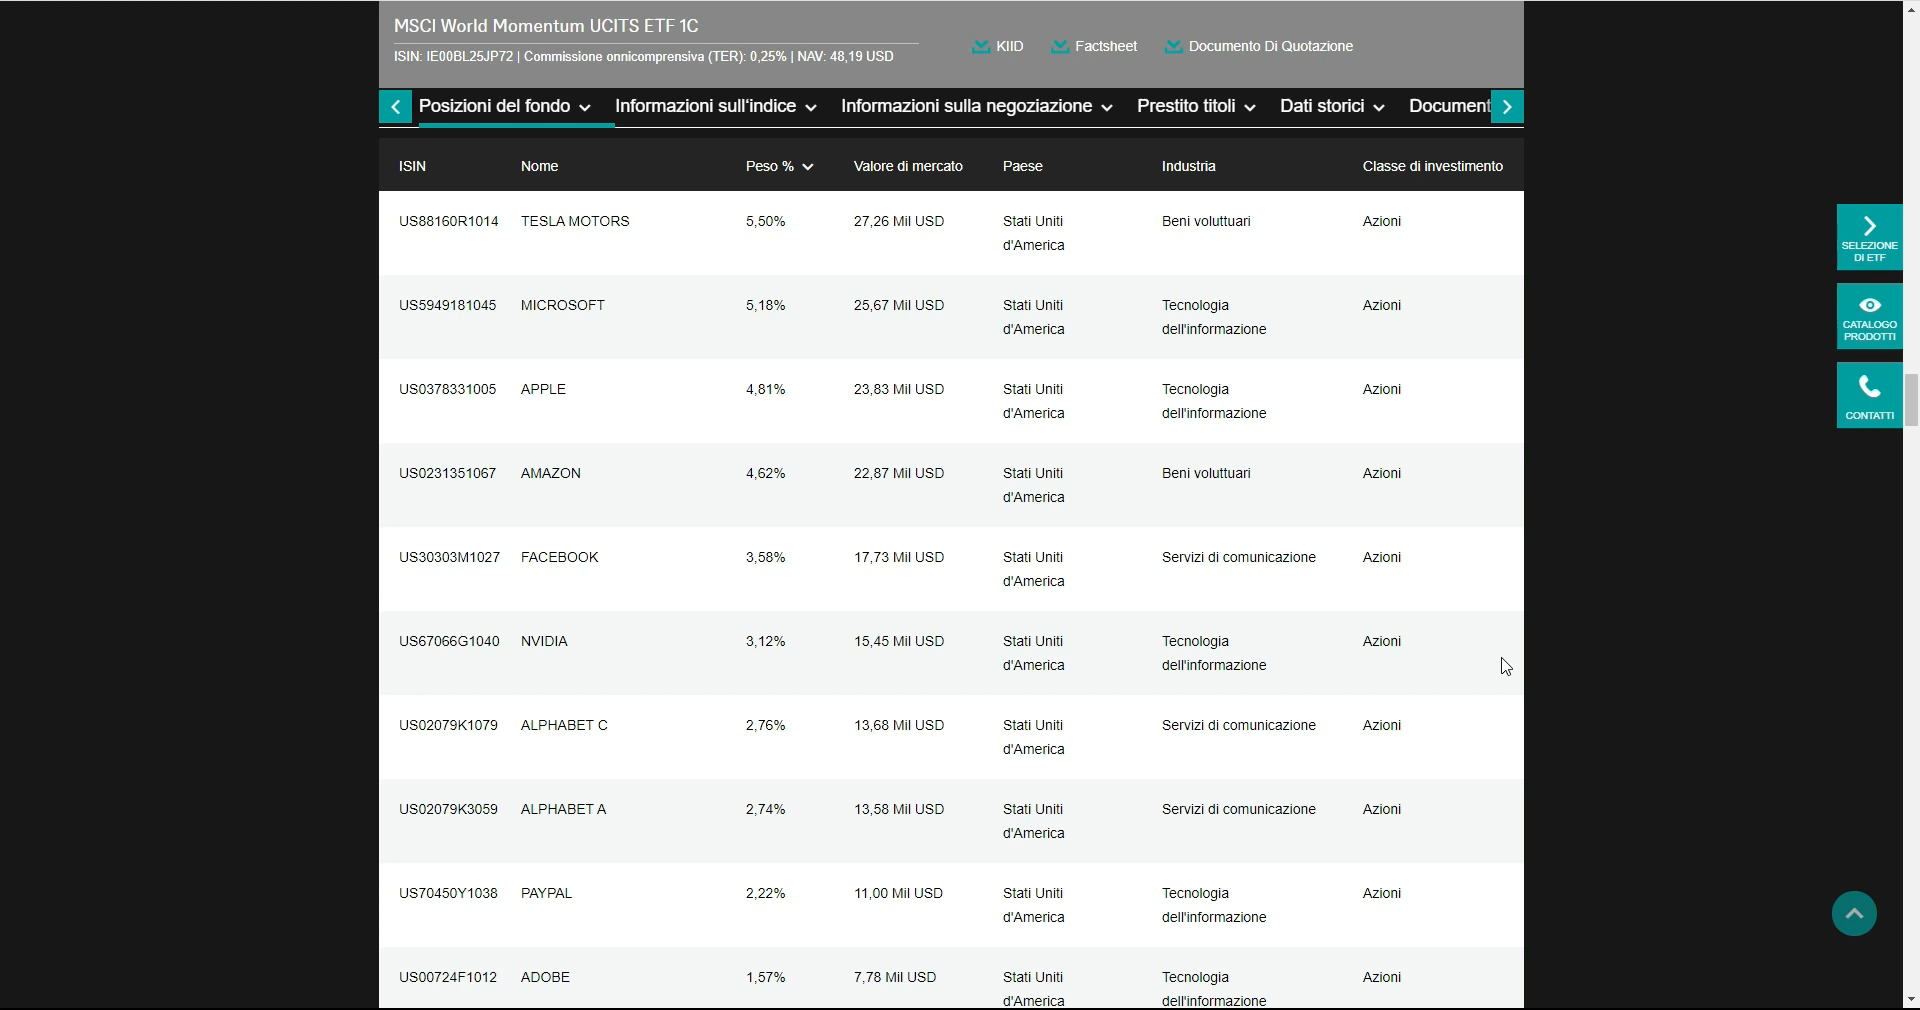 MSCI World Momentum UCITS ETF 1C
ISIN: IE00BL25JP72 | Commissione onnicomprensiva (TER): 0,25% | NAV: 48,19 USD
KIID Factsheet Documento Di Quotazione
Posizioni del fondo Informazioni sull'indice Informazioni sulla negoziazione Prestito titoli Dati storici Document
ISIN Nome Peso % Valore di mercato Paese Industria Classe di investimento
US88160R1014 TESLA MOTORS 5,50% 27,26 Mil USD Stati Uniti Beni voluttuari Azioni
d'America
US5949181045 MICROSOFT 5,18% 25,67 Mil USD Stati Uniti Tecnologia Azioni
d'America dell'informazione
US0378331005 APPLE 4,81% 23,83 Mil USD Stati Uniti Tecnologia Azioni
d'America dell'informazione
US0231351067 AMAZON 4,62% 22,87 Mil USD Stati Uniti Beni voluttuari Azioni
d'America
US30303M1027 FACEBOOK 3,58% 17,73 Mil USD Stati Uniti Servizi di comunicazione Azioni
d'America
US67066G1040 NVIDIA 3,12% 15,45 Mil USD Stati Uniti Tecnologia Azioni
d'America dell'informazione
US02079K1079 ALPHABET C 2,76% 13,68 Mil USD Stati Uniti Servizi di comunicazione Azioni
d'America
US02079K3059 ALPHABET A 2,74% 13,58 Mil USD Stati Uniti Servizi di comunicazione Azioni
d'America
US70450Y1038 PAYPAL 2,22% 11,00 Mil USD Stati Uniti Tecnologia Azioni
d'America dell'informazione
US00724F1012 ADOBE 1,57% 7,78 Mil USD Stati Uniti Tecnologia Azioni
d'America dell'informazione
SELEZIONE
DI ETF
CATALOGO
PRODOTTI
CONTATTI